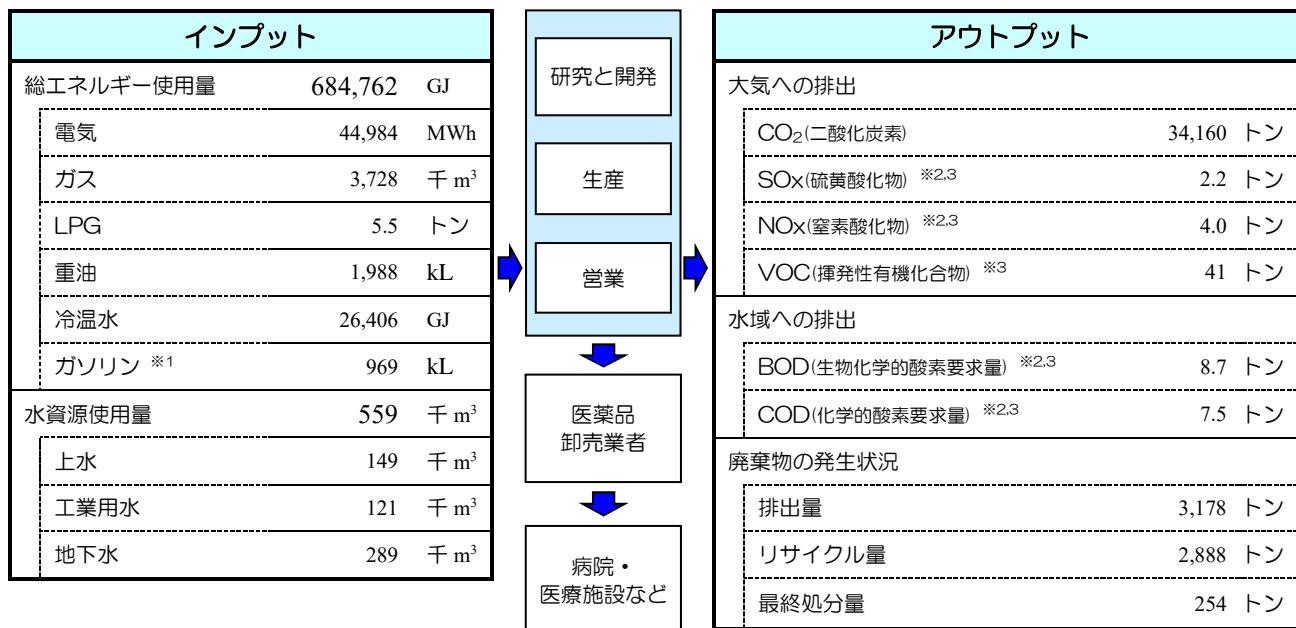 インプット
総エネルギー使用量 684,762 GJ
電気 44,984 MWh
ガス 3,728 千 m³
LPG 5.5 トン
重油 1,988 kL
冷温水 26,406 GJ
ガソリン ※1 969 kL
水資源使用量 559 千 m³
上水 149 千 m³
工業用水 121 千 m³
地下水 289 千 m³
研究と開発
生産
営業
医薬品
卸売業者
病院・
医療施設など
アウトプット
大気への排出
CO₂(二酸化炭素) 34,160 トン
SOx(硫黄酸化物) ※2,3 2.2 トン
NOx(窒素酸化物) ※2,3 4.0 トン
VOC(揮発性有機化合物) ※3 41 トン
水域への排出
BOD(生物化学的酸素要求量) ※2,3 8.7 トン
COD(化学的酸素要求量) ※2,3 7.5 トン
廃棄物の発生状況
排出量 3,178 トン
リサイクル量 2,888 トン
最終処分量 254 トン